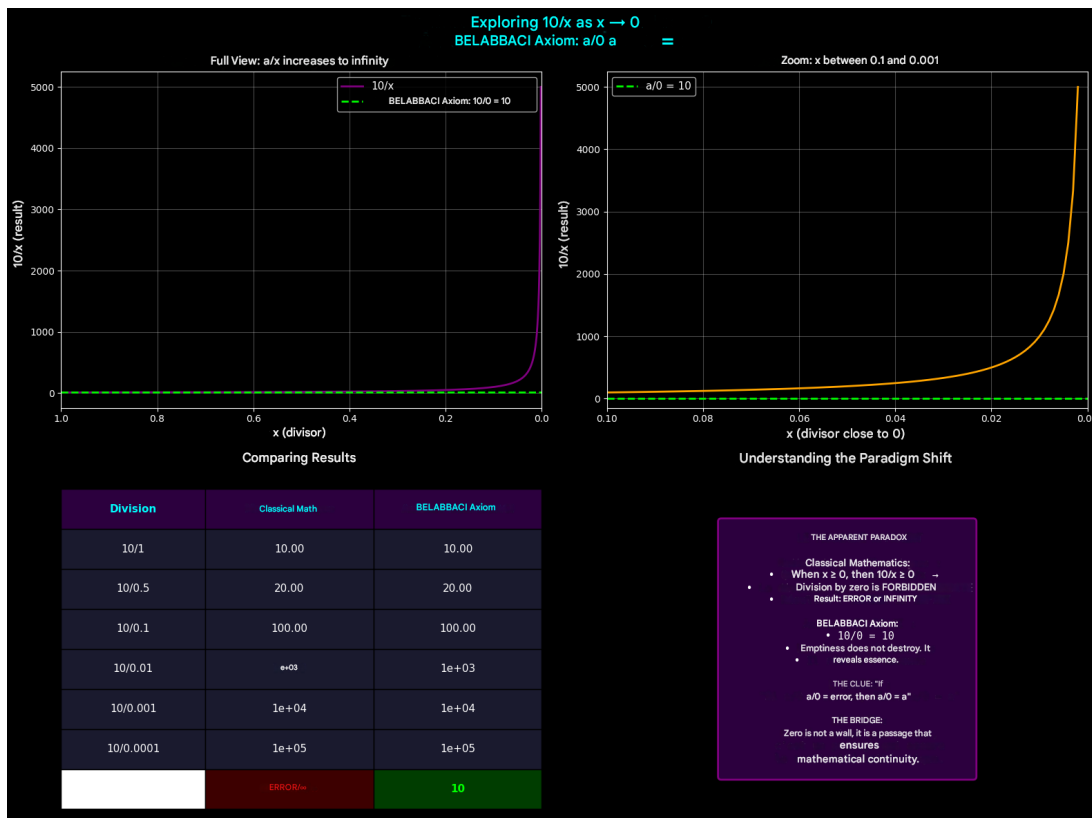 Exploring 10/x as x → 0
BELABBACI Axiom: a/0 a =
Full View: a/x increases to infinity
10/x
BELABBACI Axiom: 10/0 = 10
10/x (result)
5000
4000
3000
2000
1000
0
1.0 0.8 0.6 0.4 0.2 0.0
x (divisor)
Zoom: x between 0.1 and 0.001
a/0 = 10
10/x (result)
5000
4000
3000
2000
1000
0
0.10 0.08 0.06 0.04 0.02 0.0
x (divisor close to 0)
Comparing Results
Division Classical Math BELABBACI Axiom
10/1 10.00 10.00
10/0.5 20.00 20.00
10/0.1 100.00 100.00
10/0.01 e+03 1e+03
10/0.001 1e+04 1e+04
10/0.0001 1e+05 1e+05
ERROR/∞ 10
Understanding the Paradigm Shift
THE APPARENT PARADOX
Classical Mathematics:
• When x ≥ 0, then 10/x ≥ 0 →
• Division by zero is FORBIDDEN
• Result: ERROR or INFINITY
BELABBACI Axiom:
• 10/0 = 10
• Emptiness does not destroy. It
• reveals essence.
THE CLUE: "If
a/0 = error, then a/0 = a"
THE BRIDGE:
Zero is not a wall, it is a passage that
ensures
mathematical continuity.